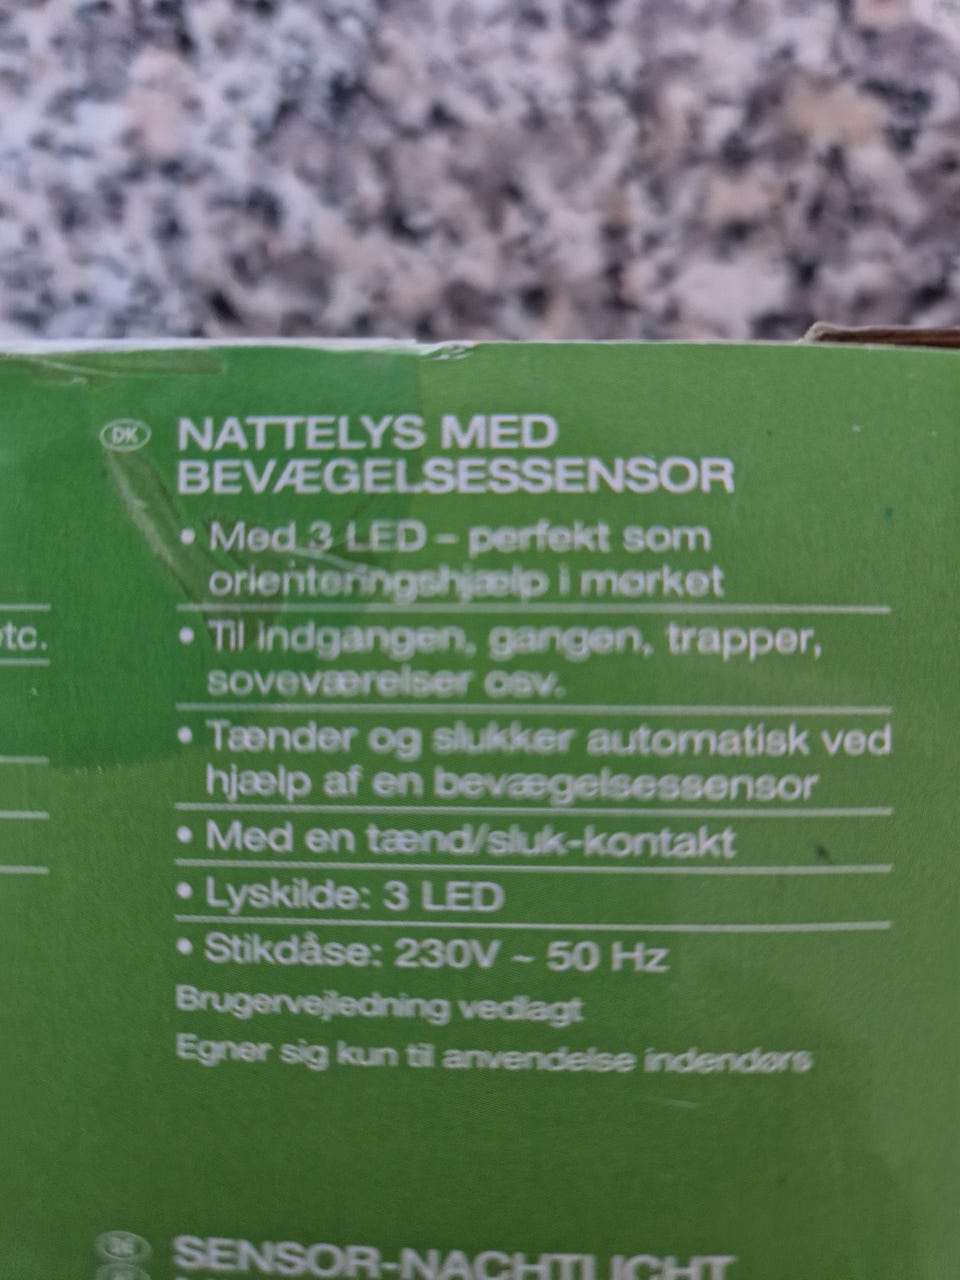 DK
NATTELYS MED
BEVÆGELSESSENSOR
• Med 3 LED – perfekt som
orienteringshjælp i mørket
etc.
• Til indgangen, gangen, trapper,
soveværelser osv.
• Tænder og slukker automatisk ved
hjælp af en bevægelsessensor
• Med en tænd/sluk-kontakt
• Lyskilde: 3 LED
• Stikdåse: 230V ~ 50 Hz
Brugervejledning vedlagt
Egner sig kun til anvendelse indendørs
SENSOR-NACHTLICHT